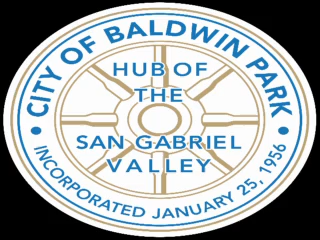 CITY OF BALDWIN PARK
HUB OF
THE
SAN GABRIEL
VALLEY
INCORPORATED JANUARY 25, 1956